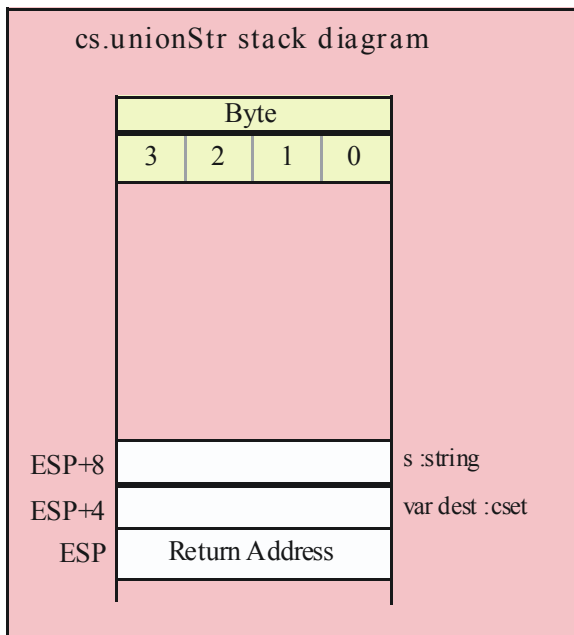 cs.unionStr stack diagram
Byte
3 2 1 0
ESP+8 s :string
ESP+4 var dest :cset
ESP Return Address